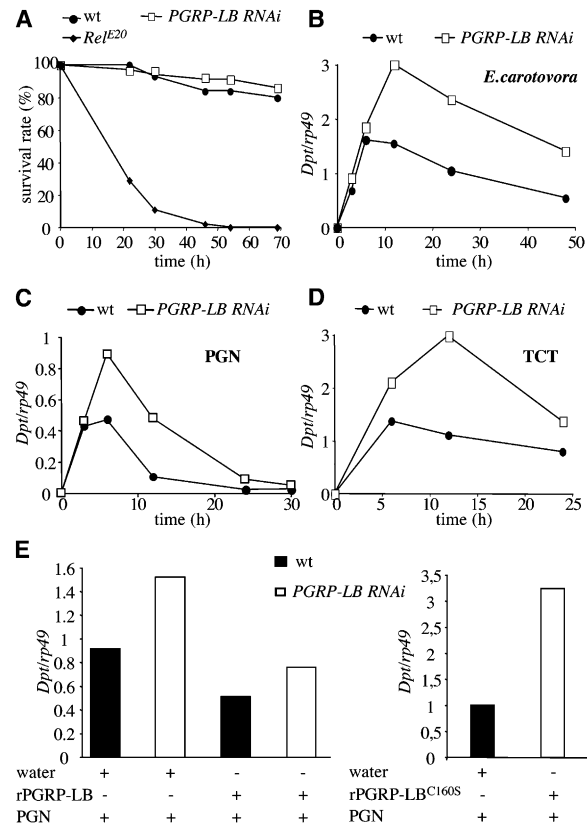 A
wt
PGRP-LB RNAi
Rel^E20
survival rate (%)
100
80
60
40
20
0
0 10 20 30 40 50 60 70
time (h)
B
wt
PGRP-LB RNAi
E.carotovora
Dpt/rp49
3
2
1
0
0 10 20 30 40 50
time (h)
C
wt
PGRP-LB RNAi
PGN
Dpt/rp49
1
0.8
0.6
0.4
0.2
0
0 10 20 30
time (h)
D
wt
PGRP-LB RNAi
TCT
Dpt/rp49
3
2
1
0
0 5 10 15 20 25
time (h)
E
wt
PGRP-LB RNAi
Dpt/rp49
1.6
1.4
1.2
1
0.8
0.6
0.4
0.2
0
water + + - -
rPGRP-LB - - + +
PGN + + + +
Dpt/rp49
3,5
3
2,5
2
1,5
1
0,5
0
water + -
rPGRP-LB^C160S - +
PGN + +